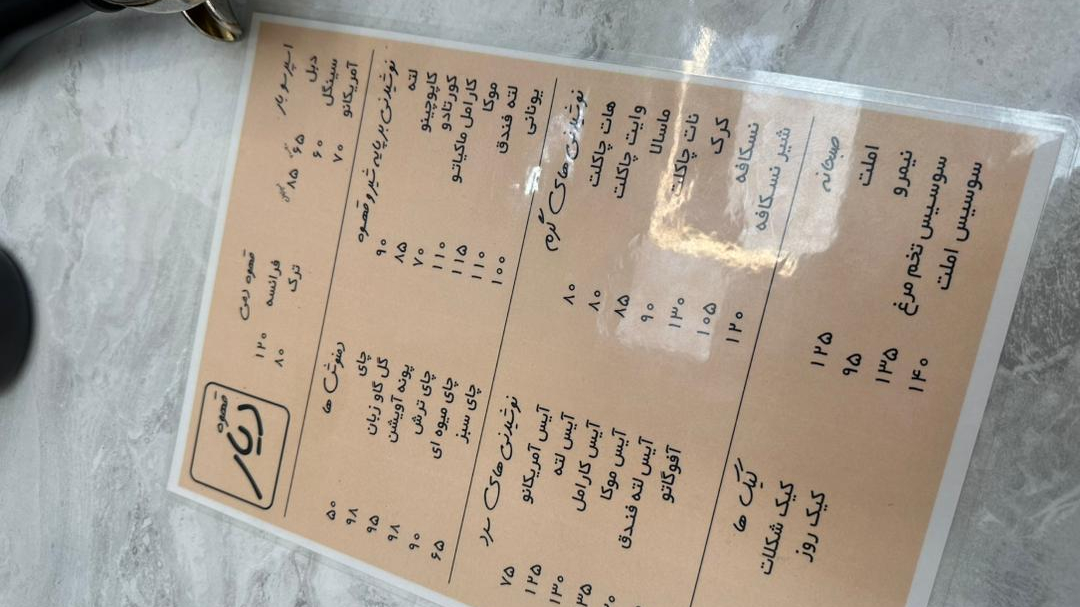 قهوه
دیار
اسپرسو بار
دبل ۶۵ ۸۵
سینگل ۶۰
آمریکانو ۷۰
قهوه دمی
فرانسه ۱۲۰
ترک ۸۰
نوشیدنی بر پایه شیر و قهوه
لته ۹۰
کاپوچینو ۸۵
کورتادو ۷۰
کارامل ماکیاتو ۱۱۰
موکا ۱۱۵
لته فندق ۱۱۰
یونانی ۱۰۰
دمنوش ها
چای ۵۰
گل گاو زبان ۹۸
پونه آویشن ۹۵
چای ترش ۹۸
چای میوه ای ۹۰
چای سبز ۶۵
نوشیدنی های گرم
هات چاکلت ۸۰
وایت چاکلت ۸۰
ماسالا ۸۵
نات چاکلت ۹۰
کرک ۱۳۰
نسکافه ۱۰۵
شیر نسکافه ۱۲۰
نوشیدنی های سرد
آیس آمریکانو ۷۵
آیس لته ۱۲۵
آیس کارامل ۱۳۰
آیس موکا
آیس لته فندق
آفوگاتو
صبحانه
املت ۱۲۵
نیمرو ۹۵
سوسیس تخم مرغ ۱۳۵
سوسیس املت ۱۴۰
کیک ها
کیک شکلات
کیک روز